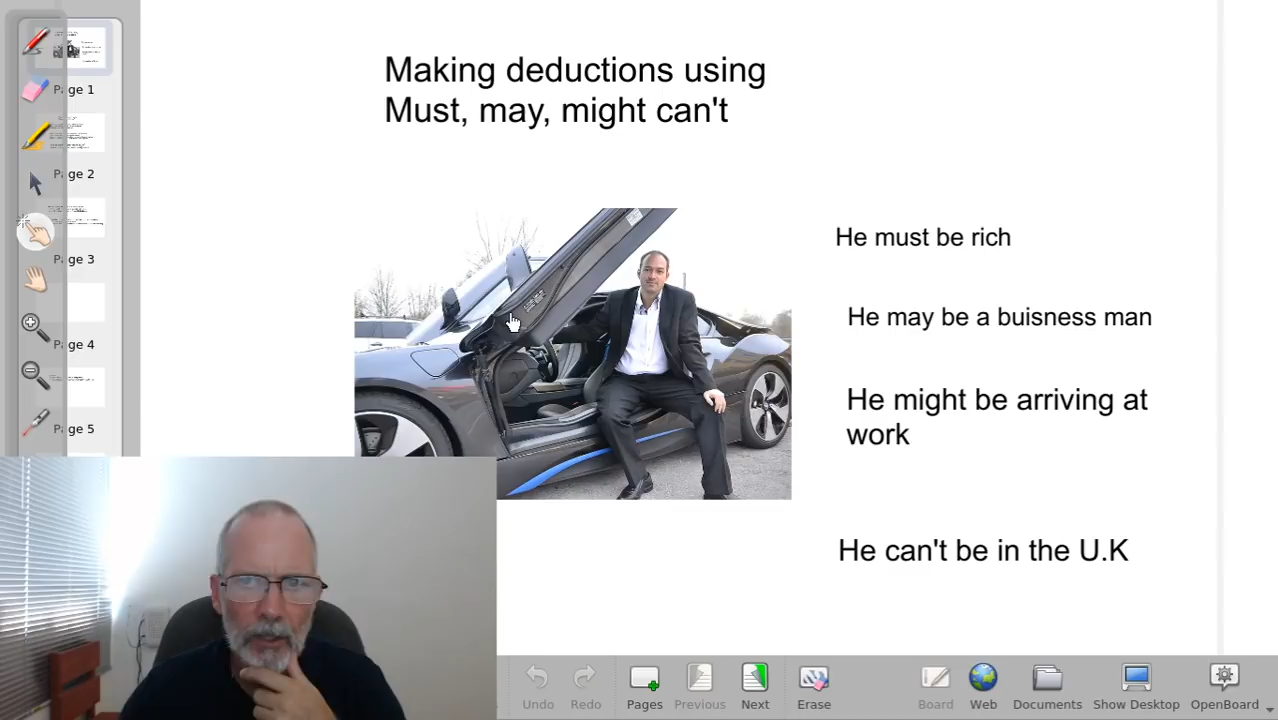 Making deductions using
Must, may, might can't
He must be rich
He may be a buisness man
He might be arriving at
work
He can't be in the U.K
Page 1
Page 2
Page 3
Page 4
Page 5
Undo
Redo
Pages
Previous
Next
Erase
Board
Web
Documents
Show Desktop
OpenBoard